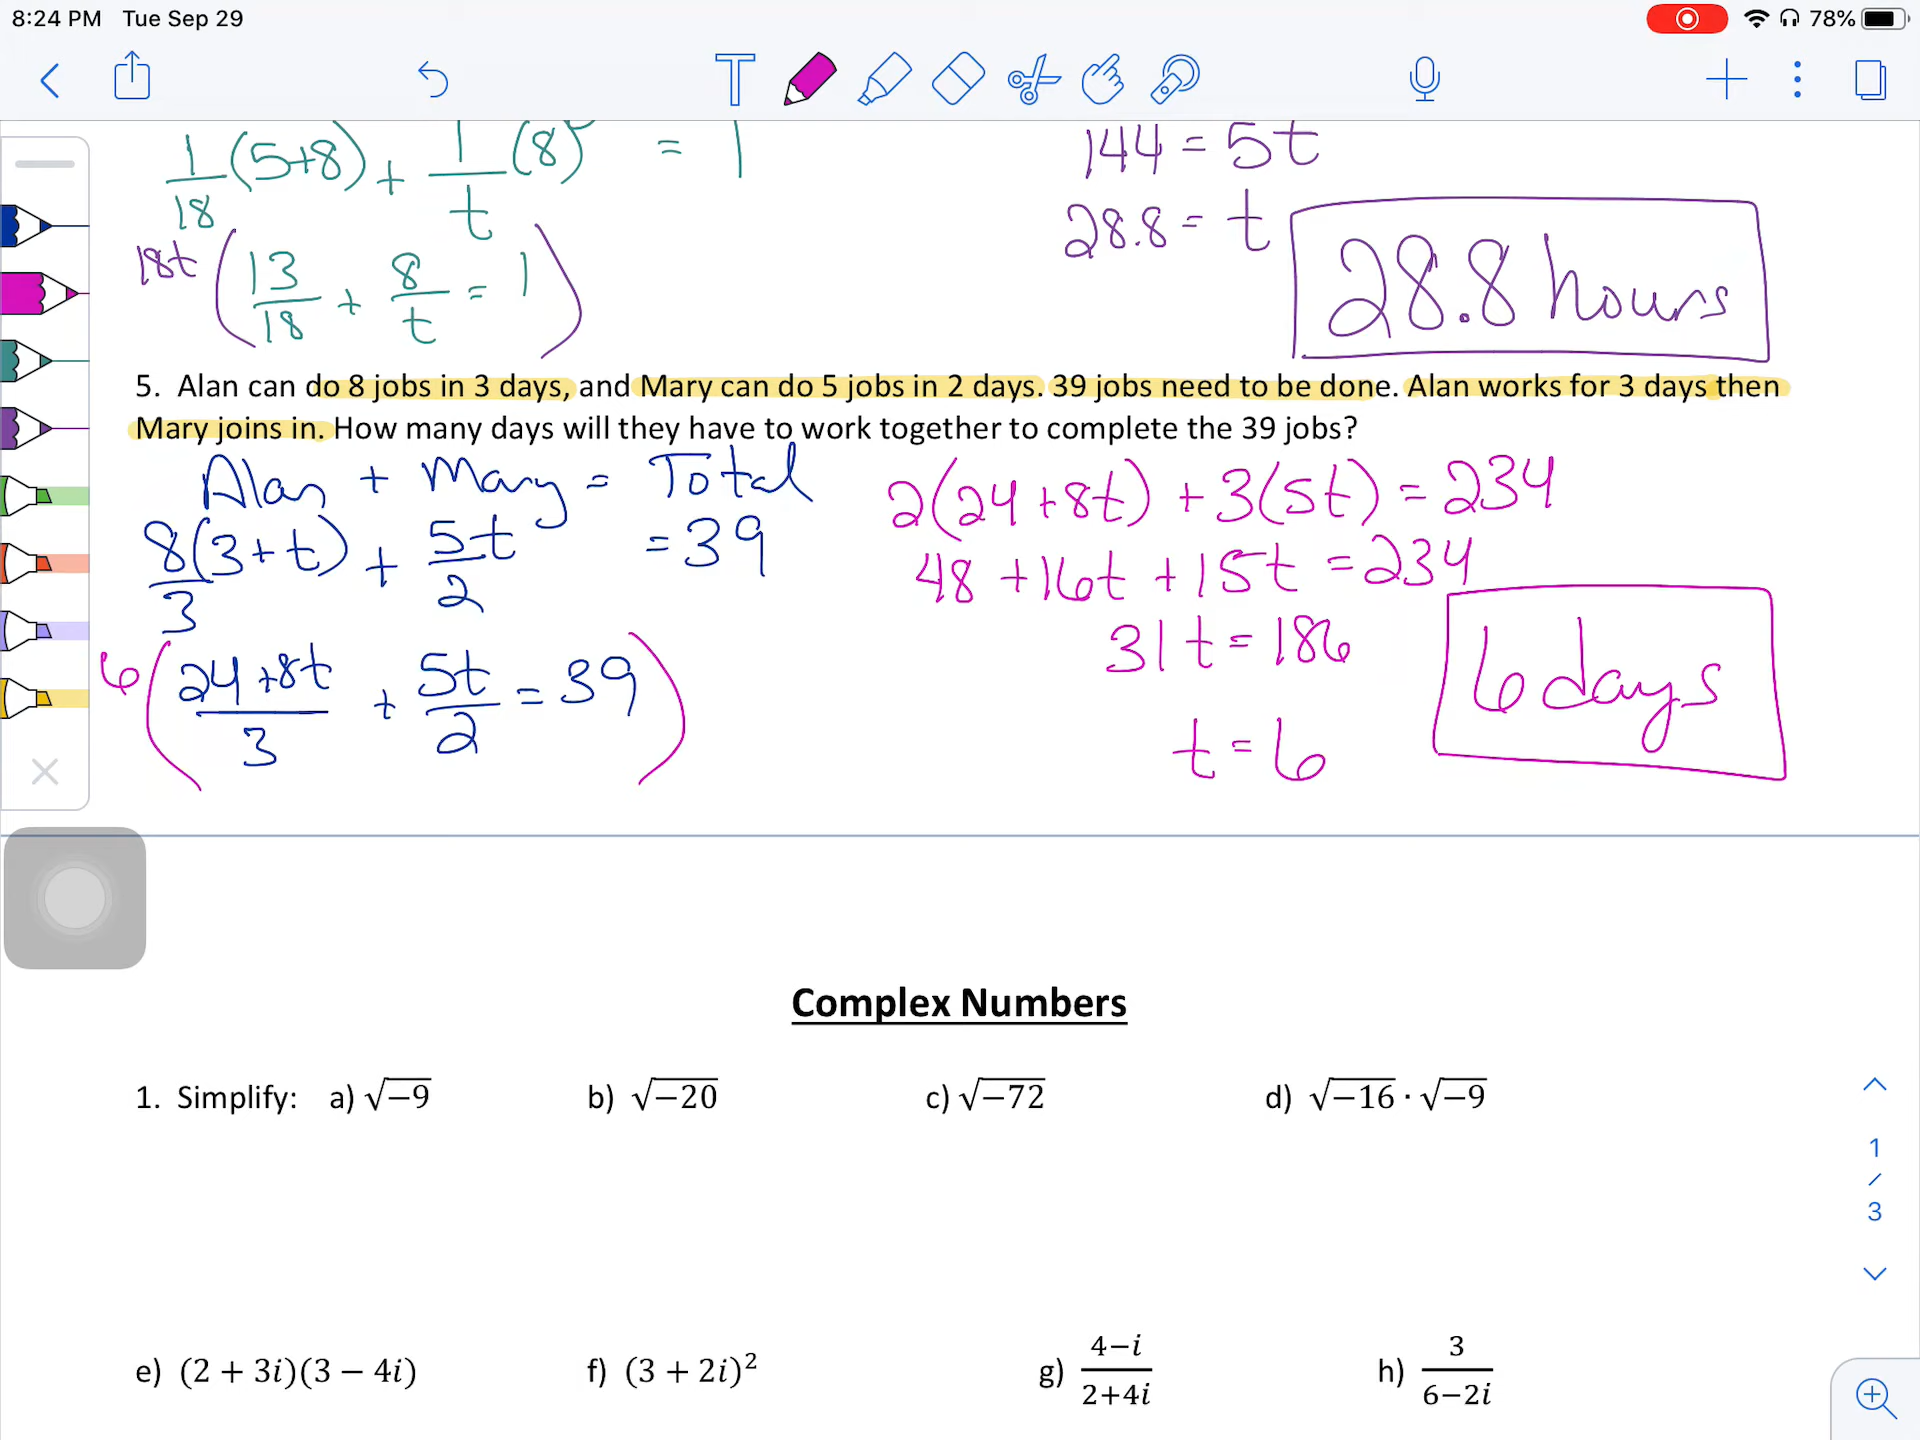 8:24 PM Tue Sep 29 78%
T
1/18 (5+8) + 1/t (8) = 1
18t ( 13/18 + 8/t = 1 )
144 = 5t
28.8 = t
28.8 hours
5. Alan can do 8 jobs in 3 days, and Mary can do 5 jobs in 2 days. 39 jobs need to be done. Alan works for 3 days then
Mary joins in. How many days will they have to work together to complete the 39 jobs?
Alan + Mary = Total
8/3 (3+t) + 5t/2 = 39
6 ( 24+8t/3 + 5t/2 = 39 )
2(24+8t) + 3(5t) = 234
48 + 16t + 15t = 234
31t = 186
t = 6
6 days
Complex Numbers
1. Simplify: a) √−9 b) √−20 c) √−72 d) √−16 · √−9
1
/
3
e) (2 + 3i)(3 − 4i) f) (3 + 2i)² g) 4−i/2+4i h) 3/6−2i